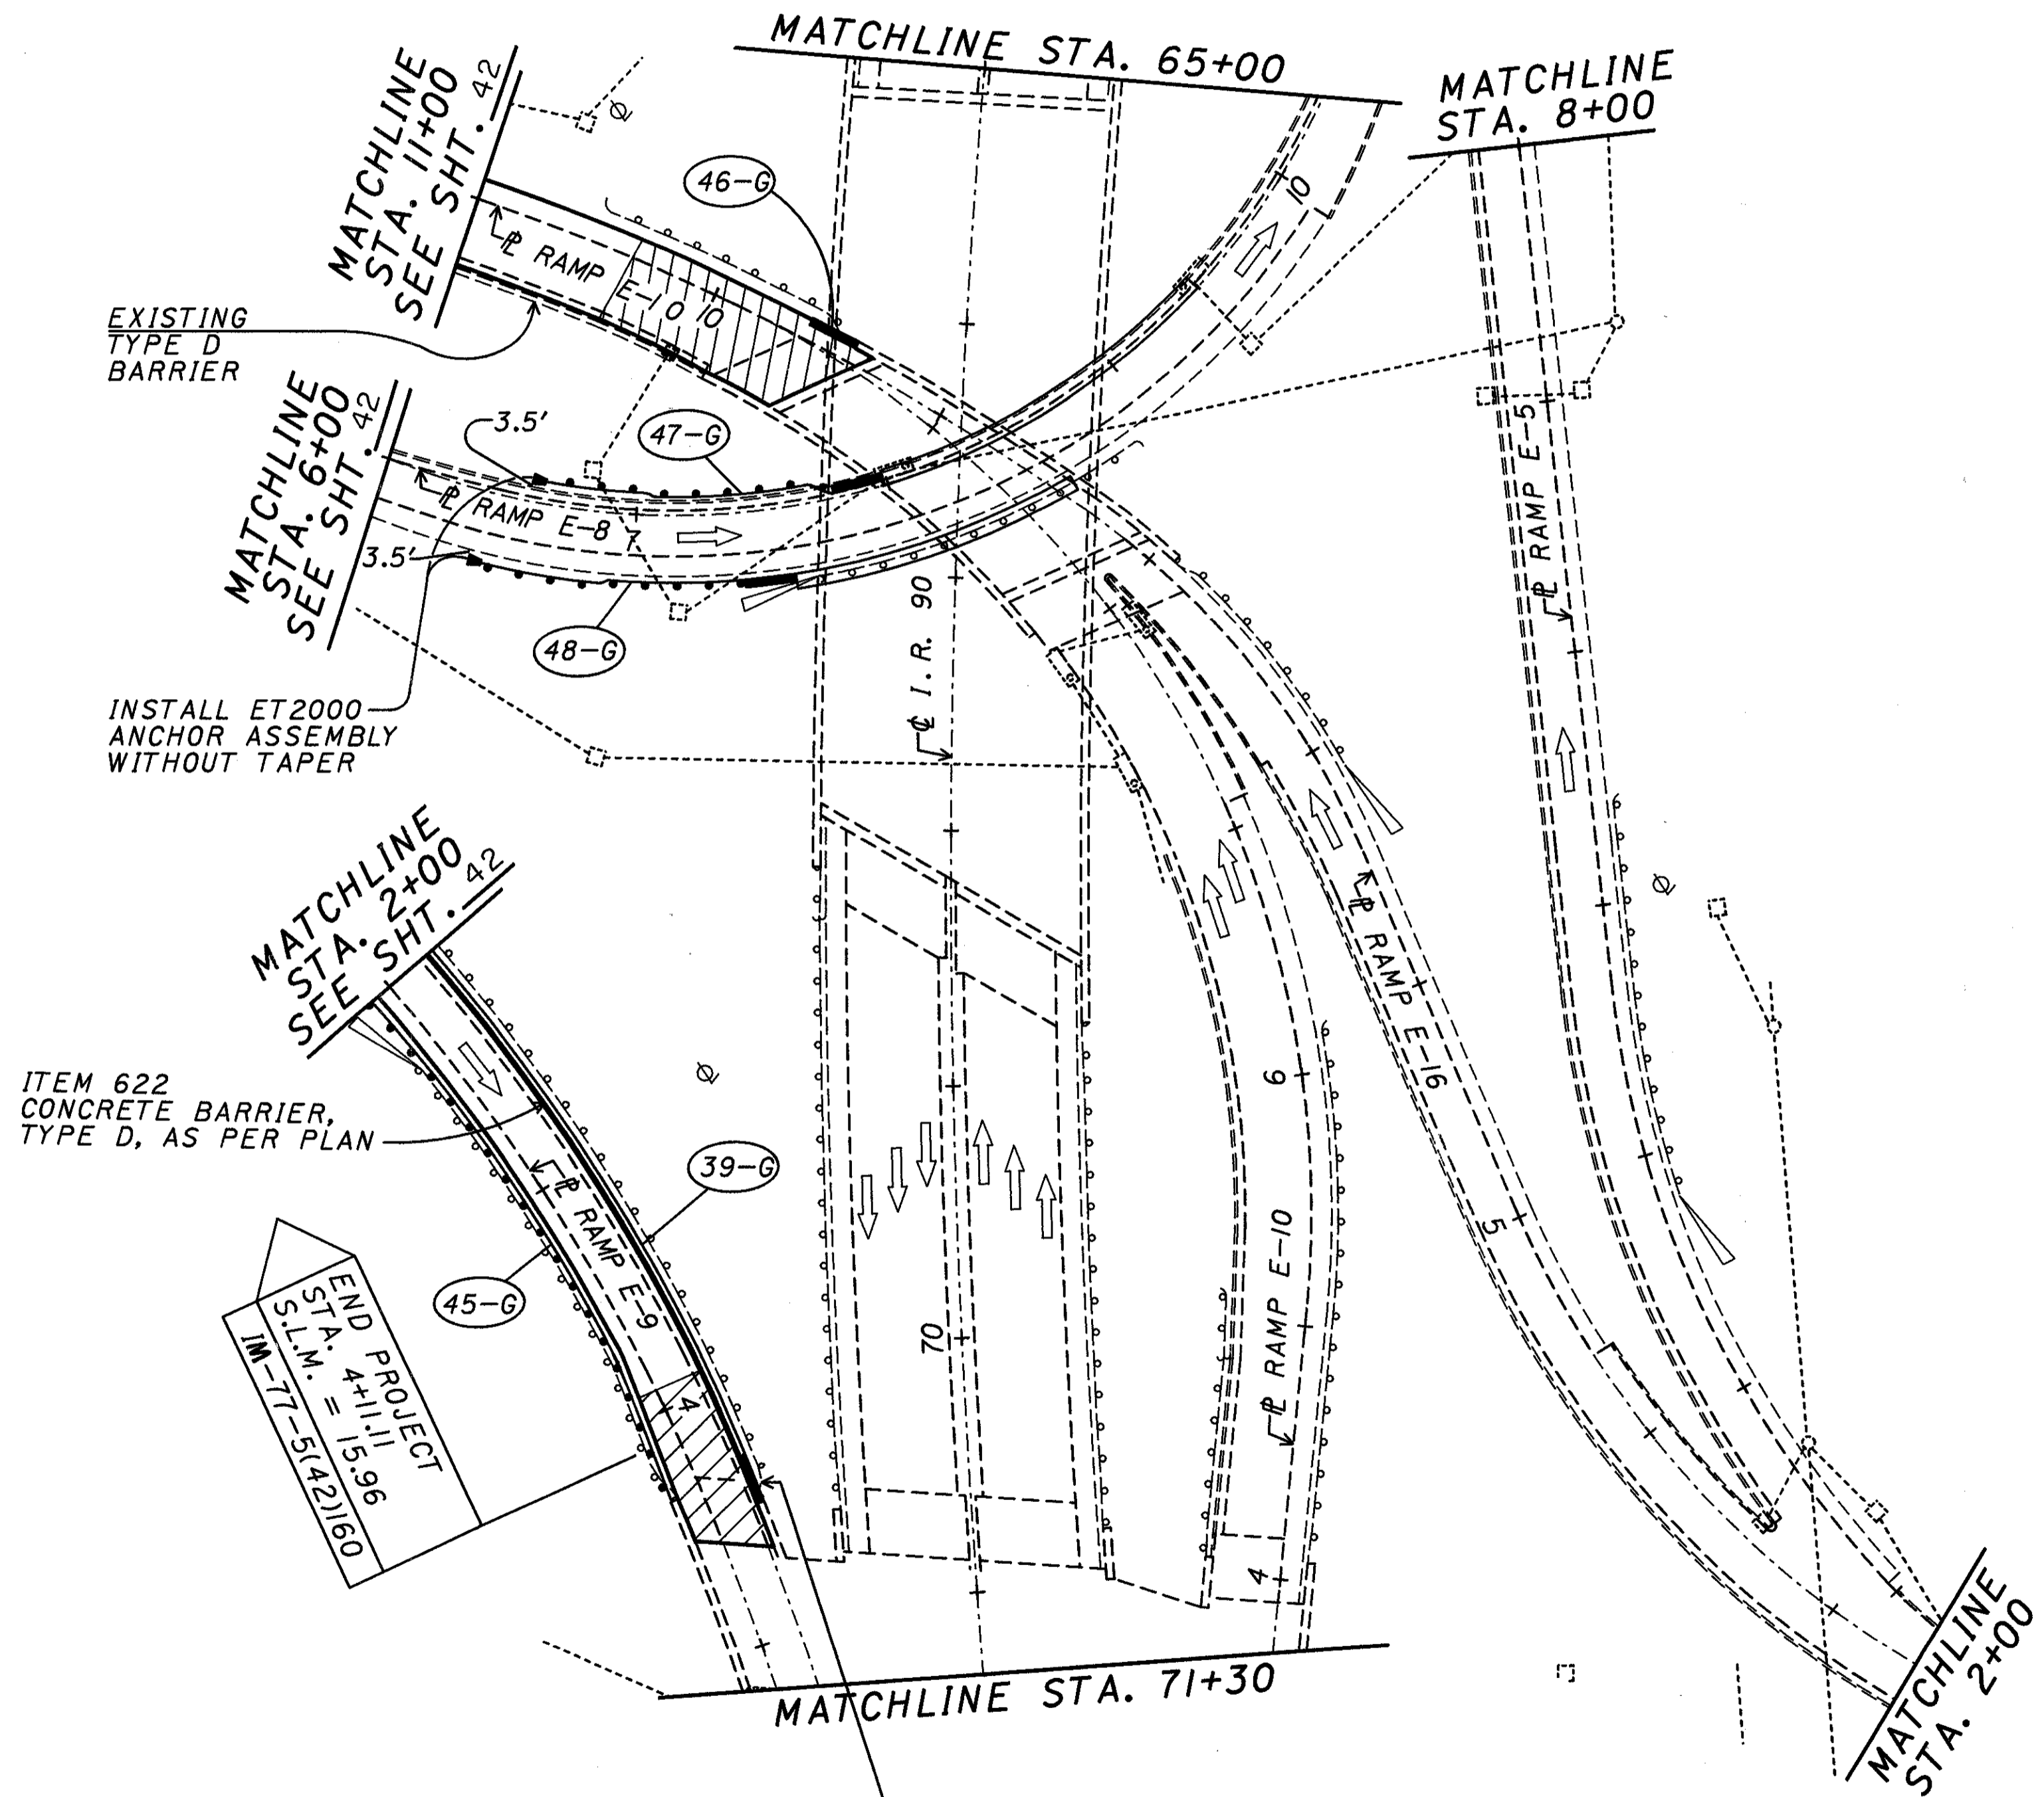 MATCHLINE STA. 65+00
MATCHLINE
STA. 8+00
MATCHLINE
STA. 11+00
SEE SHT. 42
46-G
10
℄ RAMP E-10
10
EXISTING
TYPE D
BARRIER
MATCHLINE
STA. 6+00
SEE SHT. 42
3.5'
47-G
℄ RAMP E-8
7
3.5'
48-G
℄ RAMP E-5
INSTALL ET2000
ANCHOR ASSEMBLY
WITHOUT TAPER
℄ I.R. 90
MATCHLINE
STA. 2+00
SEE SHT. 42
℄ RAMP E-16
6
5
ITEM 622
CONCRETE BARRIER,
TYPE D, AS PER PLAN
39-G
℄ RAMP E-9
45-G
4
END PROJECT
STA. 4+11.11
S.L.M. = 15.96
IM-77-5(42)160
70
℄ RAMP E-10
4
MATCHLINE STA. 71+30
MATCHLINE
STA. 2+00